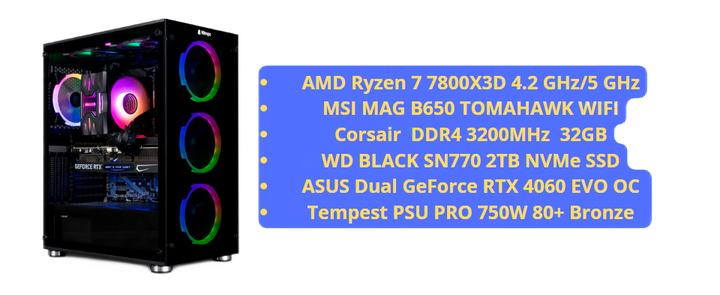 GEFORCE RTX
AMD Ryzen 7 7800X3D 4.2 GHz/5 GHz
MSI MAG B650 TOMAHAWK WIFI
Corsair DDR4 3200MHz 32GB
WD BLACK SN770 2TB NVMe SSD
ASUS Dual GeForce RTX 4060 EVO OC
Tempest PSU PRO 750W 80+ Bronze